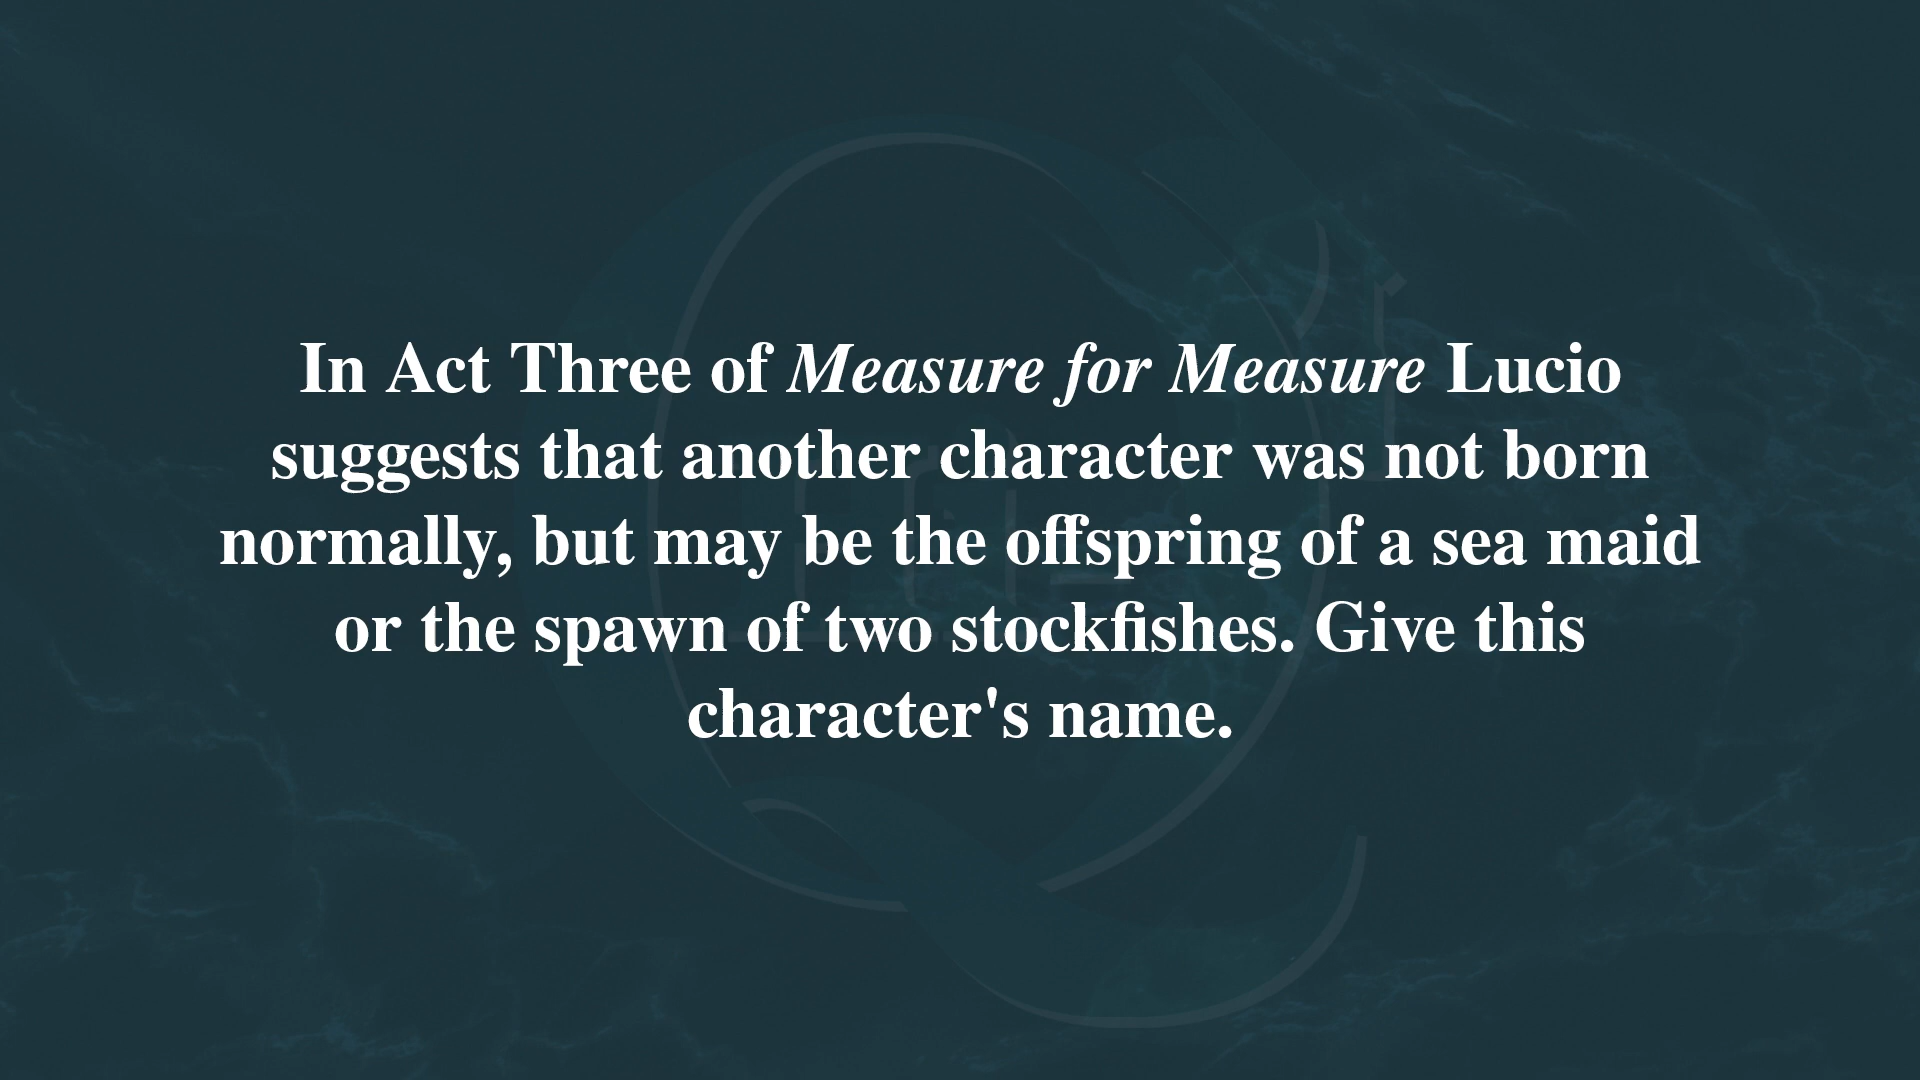 In Act Three of Measure for Measure Lucio
suggests that another character was not born
normally, but may be the offspring of a sea maid
or the spawn of two stockfishes. Give this
character's name.